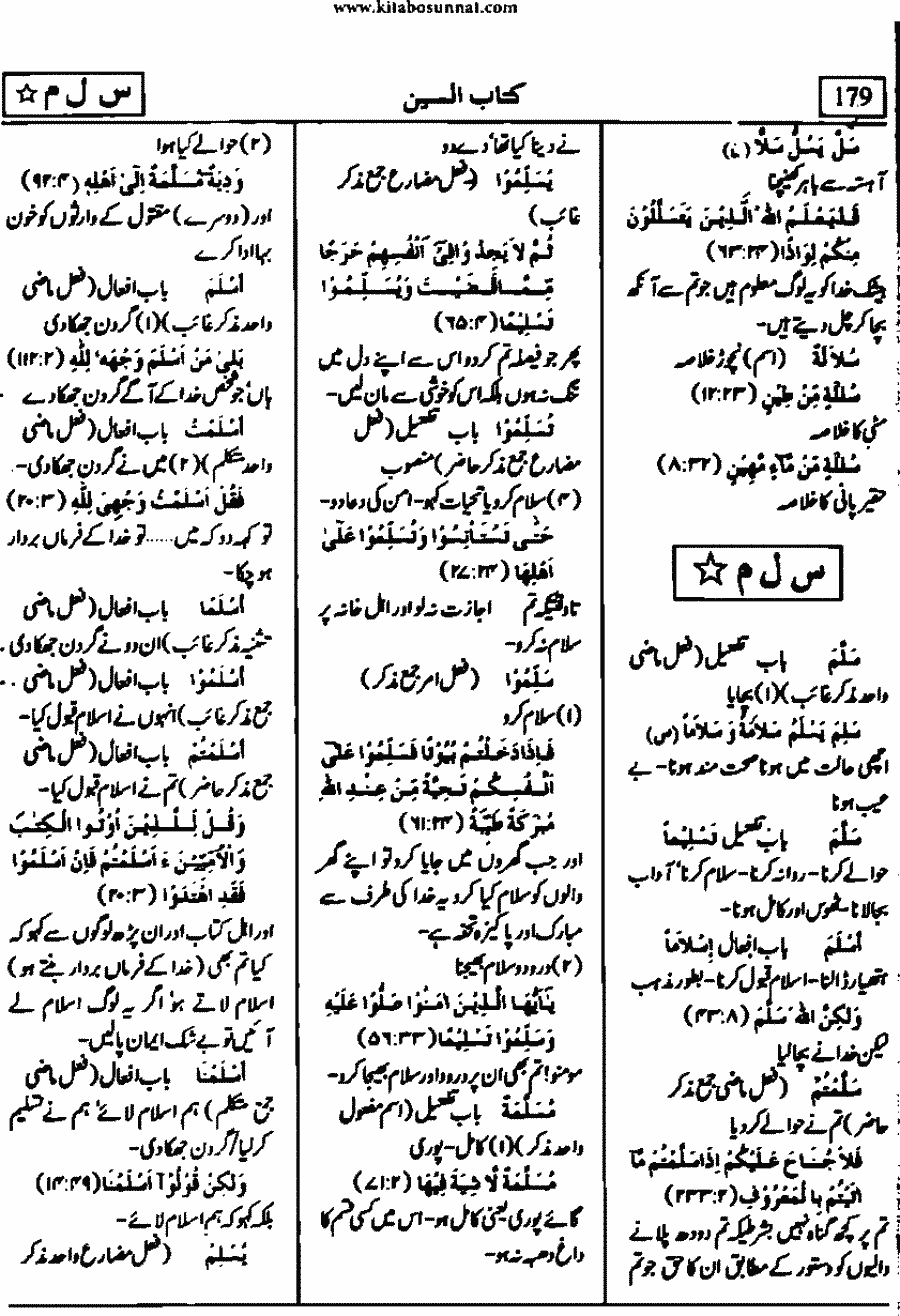 www.kitabosunnat.com
179
کتاب السین
س ل م ☆
سَلَّ يَسُلُّ سَلًّا (ن)
آہستہ سے باہر کھینچنا
قَدْيَعْلَمُ اللهُ الَّذِيْنَ يَتَسَلَّلُوْنَ
مِنْكُمْ لِوَاذًا (۶۳:۲۴)
بیشک خدا کو یہ لوگ معلوم ہیں جو تم سے آنکھ
بچا کر چل دیتے ہیں-
سُلَالَةٌ (اسم) نچوڑ خلاصہ
سُلٰلَةٍ مِّنْ طِيْنٍ (۱۲:۲۳)
مٹی کا خلاصہ
سُلٰلَةٍ مِّنْ مَّآءٍ مَّهِيْنٍ (۸:۳۲)
حقیر پانی کا خلاصہ
س ل م ☆
سَلَّمَ باب تفعیل (فعل ماضی
واحد مذکر غائب) (۱) بچایا
سَلِمَ يَسْلَمُ سَلَامَةً وَ سَلَاماً (س)
اچھی حالت میں ہونا صحت مند ہونا- بے
عیب ہونا
سَلَّمَ باب تفعیل تَسْلِيْماً
حوالے کرنا- روانہ کرنا- سلام کرنا' آداب
بجالانا- ٹھوس اور کامل ہونا-
أَسْلَمَ باب افعال إِسْلَاماً
ہتھیار ڈالنا- اسلام قبول کرنا- بطور مذہب
وَلٰكِنَّ اللهَ سَلَّمَ (۴۳:۸)
لیکن خدا نے بچالیا
سَلَّمْتُمْ (فعل ماضی جمع مذکر
حاضر) تم نے حوالے کر دیا
فَلَاجُنَاحَ عَلَيْكُمْ اِذَاسَلَّمْتُمْ مَّآ
اٰتَيْتُمْ بِالْمَعْرُوْفِ (۲۳۳:۲)
تم پر کچھ گناہ نہیں بشرطیکہ تم دودھ پلانے
والیوں کو دستور کے مطابق ان کا حق جو تم
نے دینا کیا تھا' دے دو
يُسَلِّمُوْا (فعل مضارع جمع مذکر
غائب)
ثُمَّ لَا يَجِدُوْا فِيْٓ اَنْفُسِهِمْ حَرَجًا
مِّمَّا قَضَيْتَ وَيُسَلِّمُوْا
تَسْلِيْمًا (۶۵:۴)
پھر جو فیصلہ تم کر دو اس سے اپنے دل میں
تنگ نہ ہوں بلکہ اس کو خوشی سے مان لیں-
تُسَلِّمُوْا باب تفعیل (فعل
مضارع جمع مذکر حاضر) منصوب
(۳) سلام کرو یا تحیات کہو- امن کی دعا دو-
حَتّٰى تَسْتَأْنِسُوْا وَتُسَلِّمُوْا عَلٰٓى
اَهْلِهَا (۲۷:۲۴)
تاوقتیکہ تم اجازت نہ لو اور اہل خانہ پر
سلام نہ کرو-
سَلِّمُوْا (فعل امر جمع مذکر)
(۱) سلام کرو
فَاِذَا دَخَلْتُمْ بُيُوْتًا فَسَلِّمُوْا عَلٰٓى
اَنْفُسِكُمْ تَحِيَّةً مِّنْ عِنْدِ اللهِ
مُبٰرَكَةً طَيِّبَةً (۶۱:۲۴)
اور جب گھروں میں جایا کرو تو اپنے گھر
والوں کو سلام کیا کرو یہ خدا کی طرف سے
مبارک اور پاکیزہ تحفہ ہے-
(۲) درود و سلام بھیجنا
يٰٓاَيُّهَا الَّذِيْنَ اٰمَنُوْا صَلُّوْا عَلَيْهِ
وَسَلِّمُوْا تَسْلِيْمًا (۵۶:۳۳)
مومنو! تم بھی ان پر درود اور سلام بھیجا کرو-
مُسَلَّمَةٌ باب تفعیل (اسم مفعول
واحد مذکر) (۱) کامل- پوری
مُسَلَّمَةٌ لَّا شِيَةَ فِيْهَا (۷۱:۲)
گائے پوری یعنی کامل ہو- اس میں کسی قسم کا
داغ دھبہ نہ ہو-
(۲) حوالے کیا ہوا
وَدِيَةٌ مُّسَلَّمَةٌ اِلٰٓى اَهْلِهٖ (۹۲:۴)
اور (دوسرے) مقتول کے وارثوں کو خون
بہا ادا کرے
أَسْلَمَ باب افعال (فعل ماضی
واحد مذکر غائب) (۱) گردن جھکا دی
بَلٰى مَنْ اَسْلَمَ وَجْهَهٗ لِلّٰهِ (۱۱۲:۲)
ہاں' جو شخص خدا کے آگے گردن جھکا دے
أَسْلَمْتُ باب افعال (فعل ماضی
واحد متکلم) (۲) میں نے گردن جھکا دی-
فَقُلْ اَسْلَمْتُ وَجْهِيَ لِلّٰهِ (۲۰:۳)
تو کہہ دو کہ میں......تو خدا کے فرماں بردار
ہو چکا-
أَسْلَمَا باب افعال (فعل ماضی
تثنیہ مذکر غائب) ان دو نے گردن جھکا دی-
أَسْلَمُوْا باب افعال (فعل ماضی
جمع مذکر غائب) انہوں نے اسلام قبول کیا-
أَسْلَمْتُمْ باب افعال (فعل ماضی
جمع مذکر حاضر) تم نے اسلام قبول کیا-
وَقُلْ لِّلَّذِيْنَ اُوْتُوا الْكِتٰبَ
وَالْاُمِّيّٖنَ ءَ اَسْلَمْتُمْ فَاِنْ اَسْلَمُوْا
فَقَدِ اهْتَدَوْا (۲۰:۳)
اور اہل کتاب اور ان پڑھ لوگوں سے کہو کہ
کیا تم بھی (خدا کے فرماں بردار بنتے ہو)
اسلام لاتے ہو' اگر یہ لوگ اسلام لے
آئیں تو بے شک ایمان پالیں-
أَسْلَمْنَا باب افعال (فعل ماضی
جمع متکلم) ہم اسلام لائے' ہم نے تسلیم
کر لیا/ گردن جھکا دی-
وَلٰكِنْ قُوْلُوْٓا اَسْلَمْنَا (۱۴:۴۹)
بلکہ کہو کہ ہم اسلام لائے-
يُسْلِمْ (فعل مضارع واحد مذکر